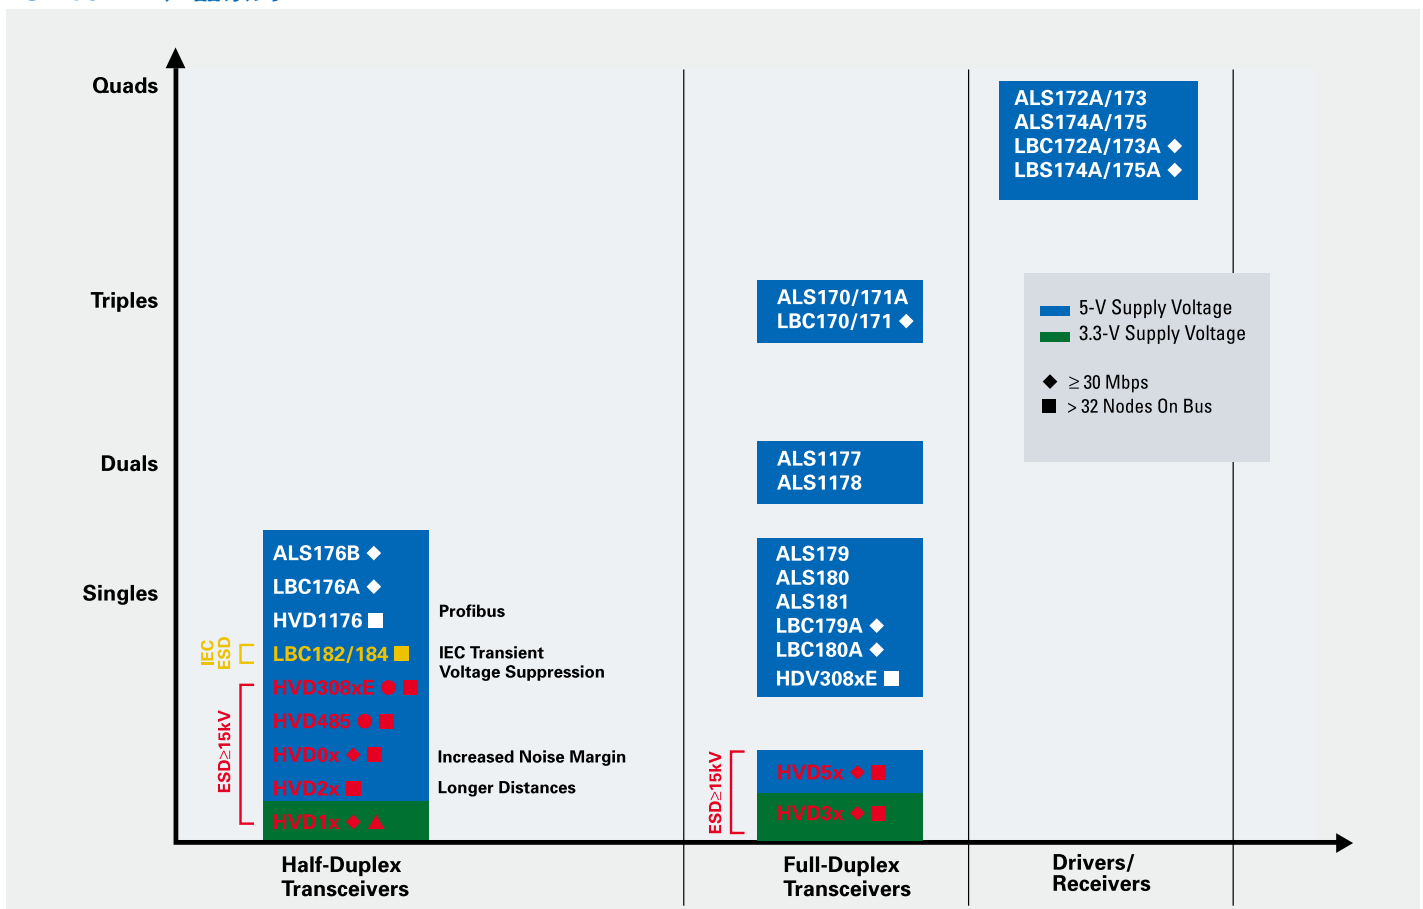 Quads
ALS172A/173
ALS174A/175
LBC172A/173A ◆
LBS174A/175A ◆
Triples
ALS170/171A
LBC170/171 ◆
5-V Supply Voltage
3.3-V Supply Voltage
◆ ≥ 30 Mbps
■ > 32 Nodes On Bus
Duals
ALS1177
ALS1178
Singles
ALS176B ◆
LBC176A ◆
HVD1176 ■
Profibus
IEC
ESD
LBC182/184 ■
IEC Transient
Voltage Suppression
ESD≥15kV
HVD308xE ● ■
HVD485 ● ■
HVD0x ◆ ■
Increased Noise Margin
HVD2x ■
Longer Distances
HVD1x ◆ ▲
ALS179
ALS180
ALS181
LBC179A ◆
LBC180A ◆
HDV308xE ■
ESD≥15kV
HVD5x ◆ ■
HVD3x ◆ ■
Half-Duplex
Transceivers
Full-Duplex
Transceivers
Drivers/
Receivers